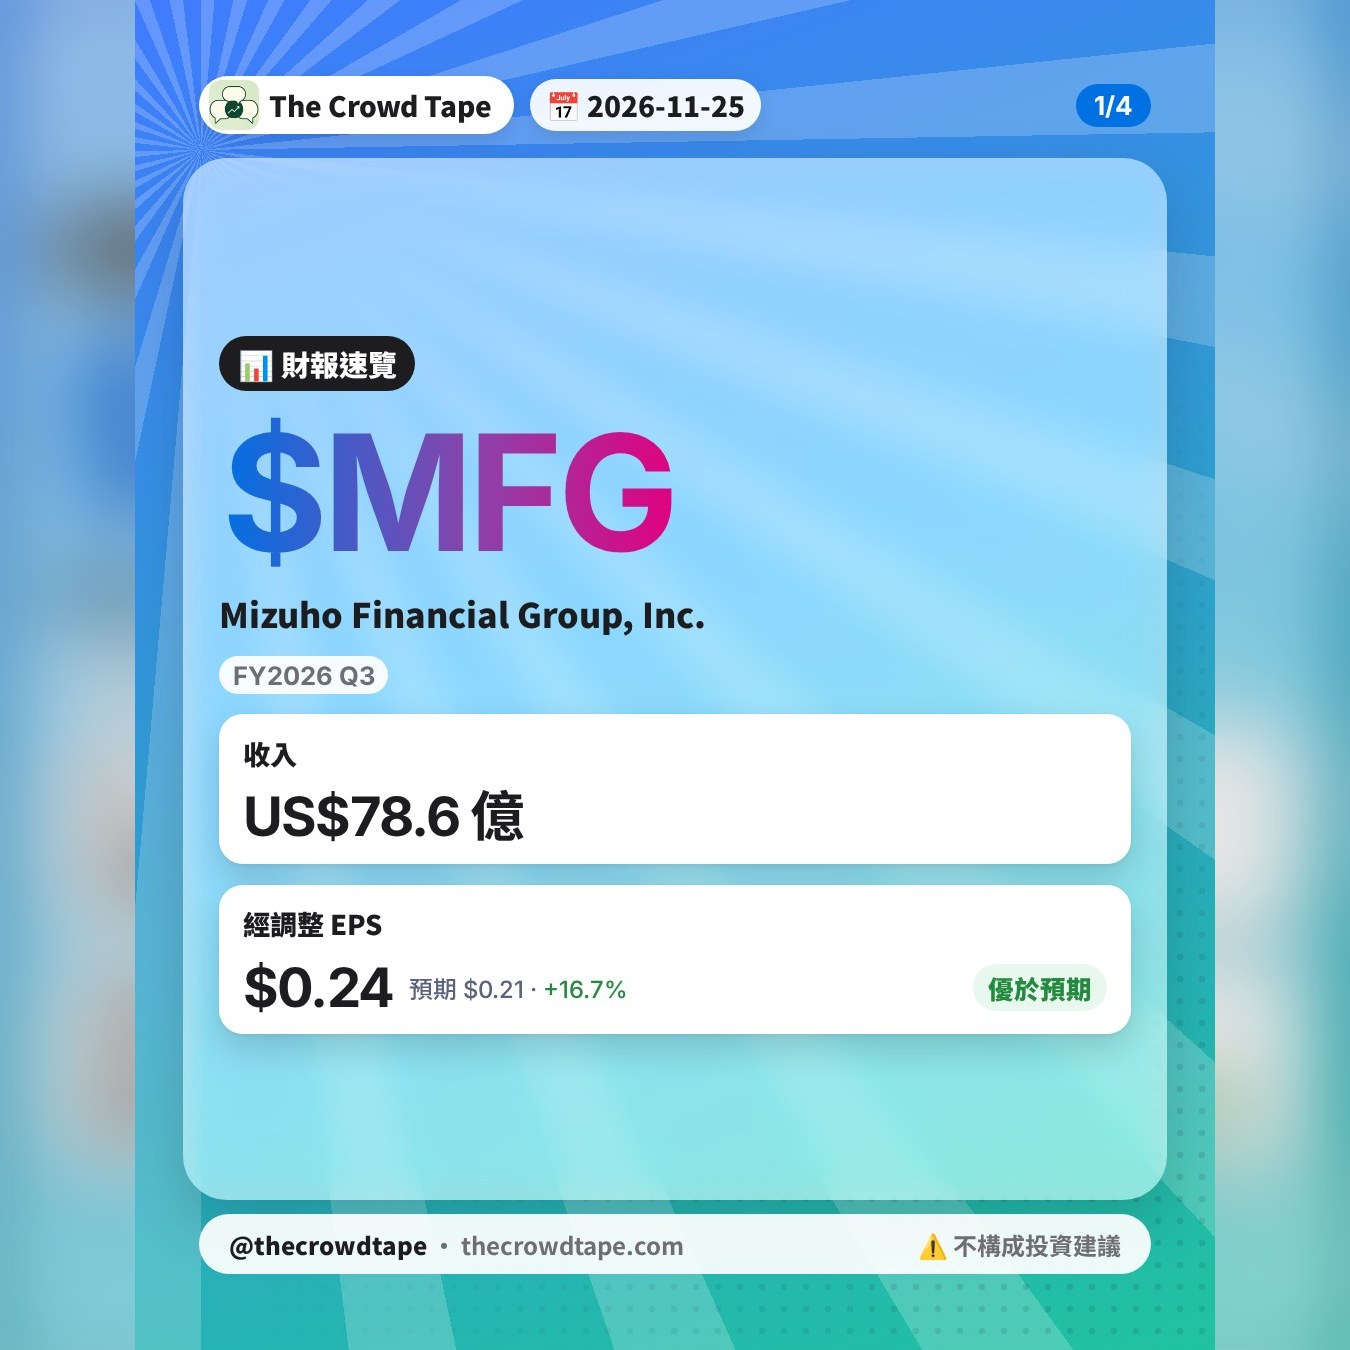 The Crowd Tape
2026-11-25
1/4
財報速覽
$MFG
Mizuho Financial Group, Inc.
FY2026 Q3
收入
US$78.6 億
經調整 EPS
$0.24 預期 $0.21 · +16.7%
優於預期
@thecrowdtape · thecrowdtape.com
不構成投資建議